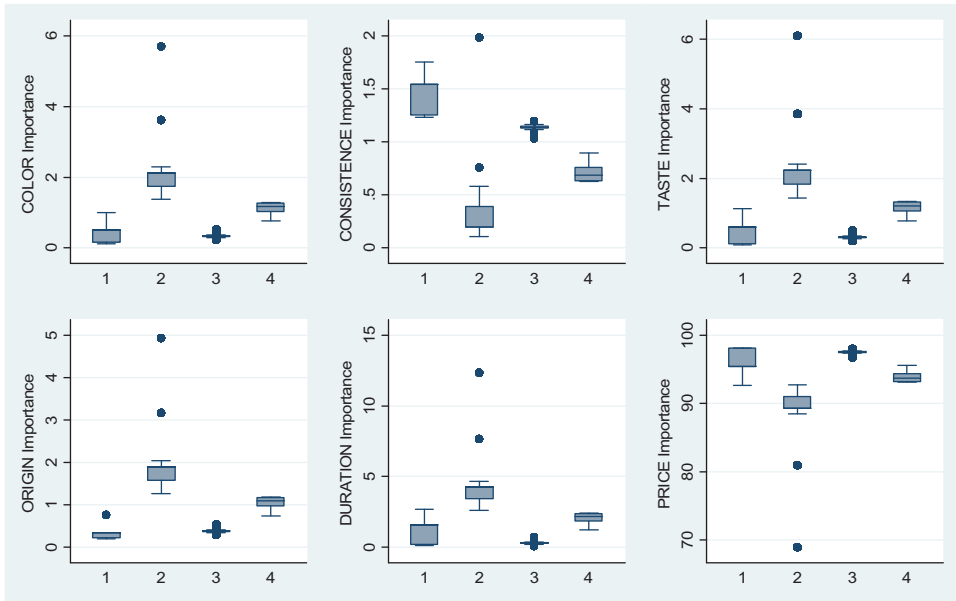 COLOR Importance
0
2
4
6
1 2 3 4
CONSISTENCE Importance
0
.5
1
1.5
2
1 2 3 4
TASTE Importance
0
2
4
6
1 2 3 4
ORIGIN Importance
0
1
2
3
4
5
1 2 3 4
DURATION Importance
0
5
10
15
1 2 3 4
PRICE Importance
70
80
90
100
1 2 3 4